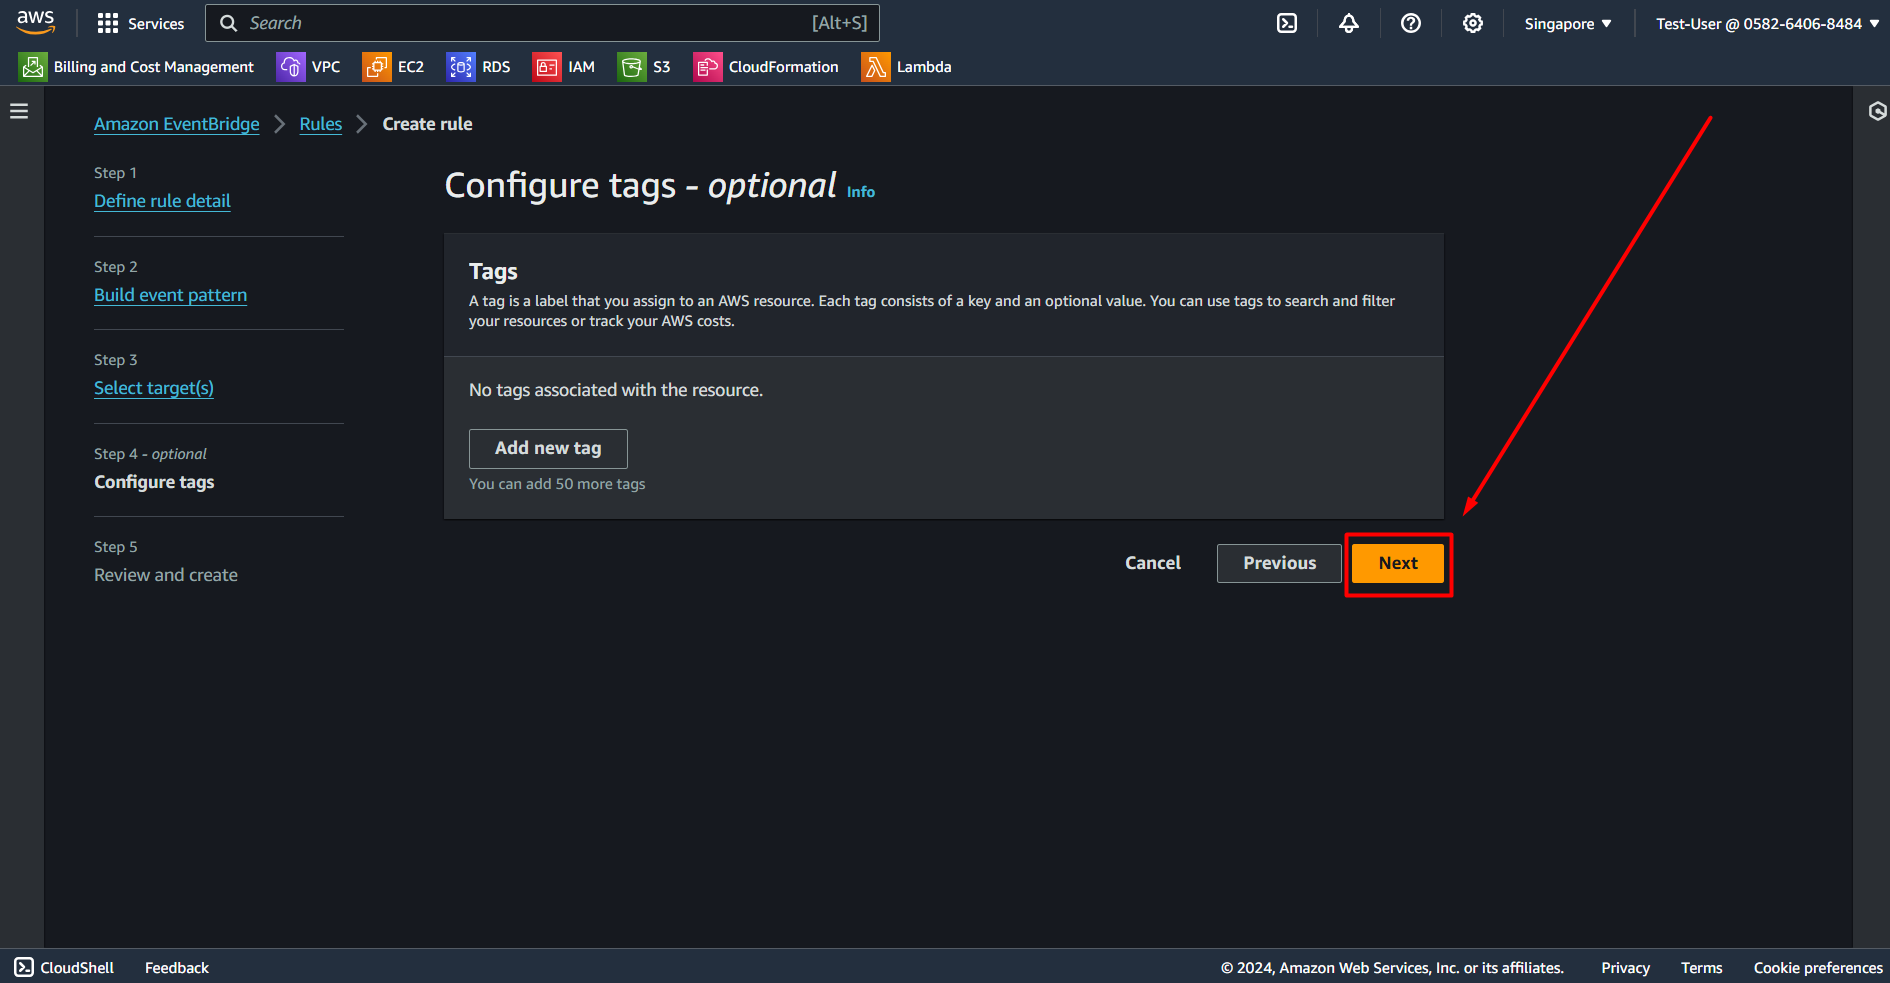 aws
Services
Search [Alt+S]
Singapore
Test-User @ 0582-6406-8484
Billing and Cost Management
VPC
EC2
RDS
IAM
S3
CloudFormation
Lambda
Amazon EventBridge
Rules
Create rule
Step 1
Define rule detail
Step 2
Build event pattern
Step 3
Select target(s)
Step 4 - optional
Configure tags
Step 5
Review and create
Configure tags - optional Info
Tags
A tag is a label that you assign to an AWS resource. Each tag consists of a key and an optional value. You can use tags to search and filter
your resources or track your AWS costs.
No tags associated with the resource.
Add new tag
You can add 50 more tags
Cancel
Previous
Next
CloudShell
Feedback
© 2024, Amazon Web Services, Inc. or its affiliates.
Privacy
Terms
Cookie preferences